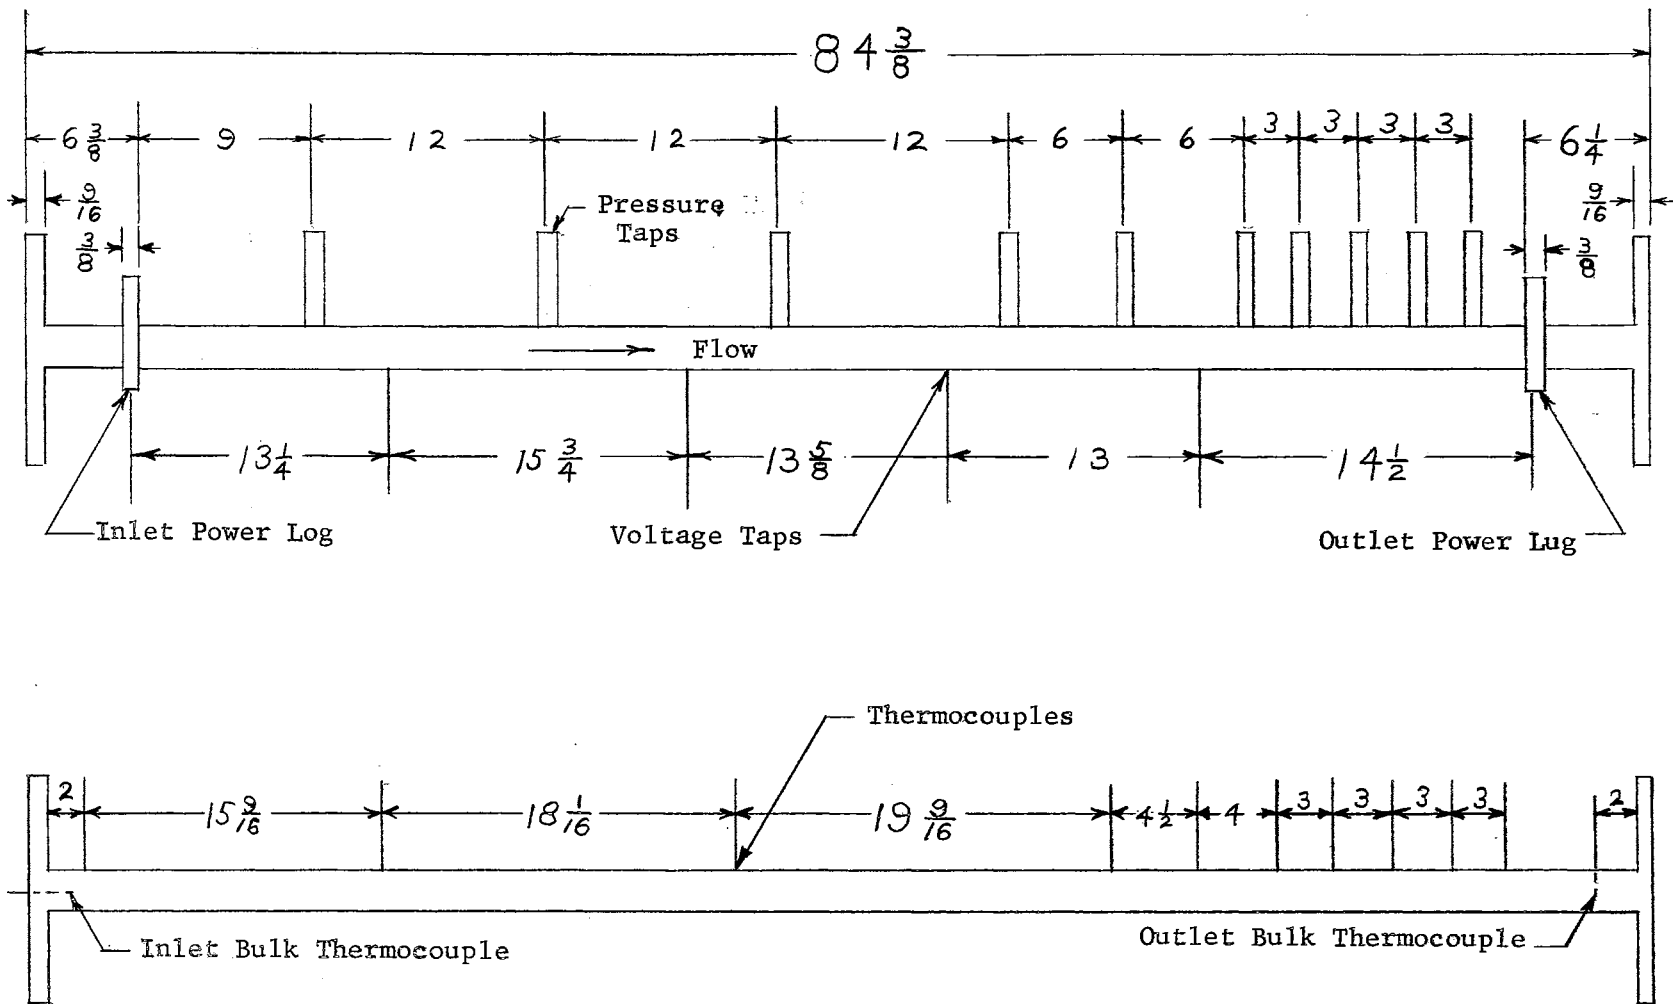 84 3/8
6 3/8 9 12 12 12 6 6 3 3 3 3 6 1/4
9/16 9/16
Pressure
Taps
3/8 3/8
Flow
13 1/4 15 3/4 13 5/8 13 14 1/2
Inlet Power Log
Voltage Taps
Outlet Power Lug
Thermocouples
2 15 9/16 18 1/16 19 9/16 4 1/2 4 3 3 3 3 2
Inlet Bulk Thermocouple
Outlet Bulk Thermocouple